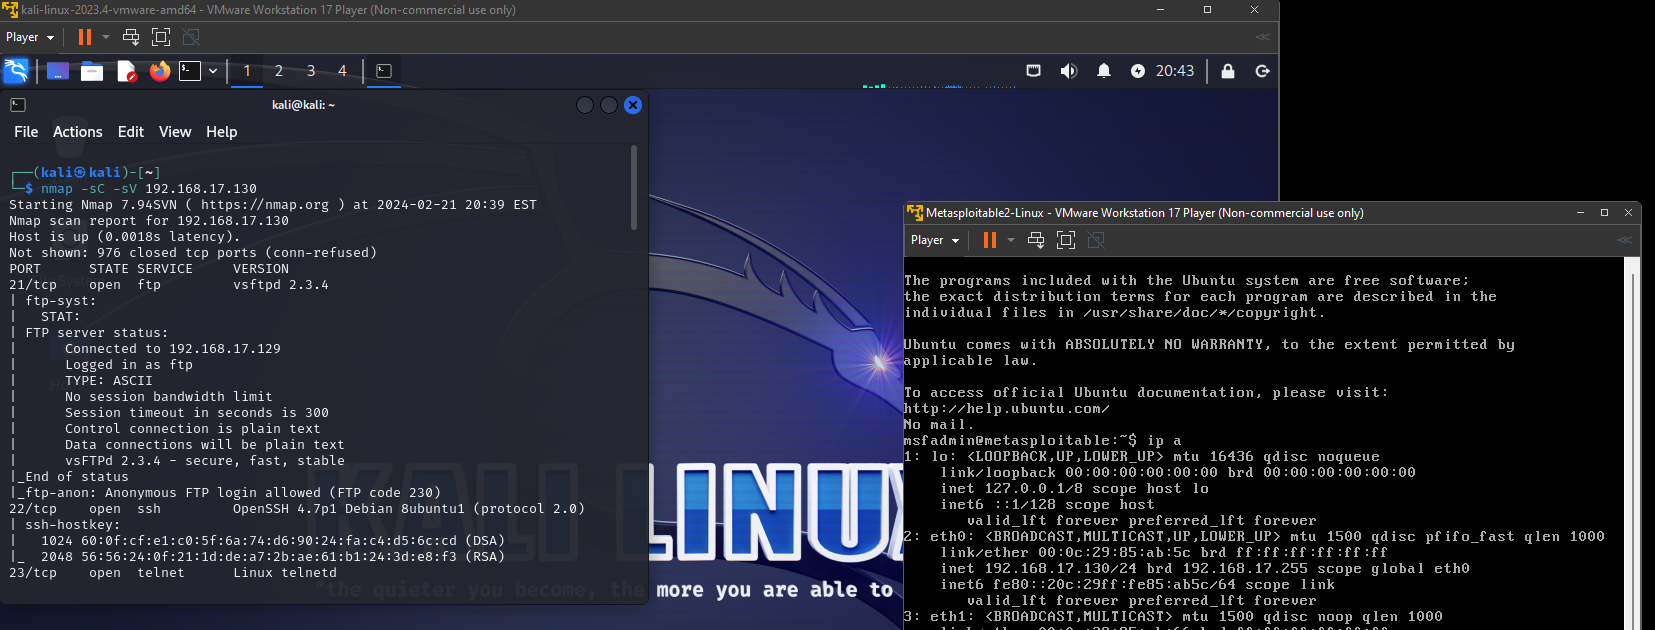 kali-linux-2023.4-vmware-amd64 - VMware Workstation 17 Player (Non-commercial use only)
Player
1 2 3 4
20:43
kali@kali: ~
File Actions Edit View Help
┌──(kali㉿kali)-[~]
└─$ nmap -sC -sV 192.168.17.130
Starting Nmap 7.94SVN ( https://nmap.org ) at 2024-02-21 20:39 EST
Nmap scan report for 192.168.17.130
Host is up (0.0018s latency).
Not shown: 976 closed tcp ports (conn-refused)
PORT STATE SERVICE VERSION
21/tcp open ftp vsftpd 2.3.4
| ftp-syst:
| STAT:
| FTP server status:
| Connected to 192.168.17.129
| Logged in as ftp
| TYPE: ASCII
| No session bandwidth limit
| Session timeout in seconds is 300
| Control connection is plain text
| Data connections will be plain text
| vsFTPd 2.3.4 - secure, fast, stable
|_End of status
|_ftp-anon: Anonymous FTP login allowed (FTP code 230)
22/tcp open ssh OpenSSH 4.7p1 Debian 8ubuntu1 (protocol 2.0)
| ssh-hostkey:
| 1024 60:0f:cf:e1:c0:5f:6a:74:d6:90:24:fa:c4:d5:6c:cd (DSA)
|_ 2048 56:56:24:0f:21:1d:de:a7:2b:ae:61:b1:24:3d:e8:f3 (RSA)
23/tcp open telnet Linux telnetd
KALI LINUX
"the quieter you become, the more you are able to
Metasploitable2-Linux - VMware Workstation 17 Player (Non-commercial use only)
Player
The programs included with the Ubuntu system are free software;
the exact distribution terms for each program are described in the
individual files in /usr/share/doc/*/copyright.
Ubuntu comes with ABSOLUTELY NO WARRANTY, to the extent permitted by
applicable law.
To access official Ubuntu documentation, please visit:
http://help.ubuntu.com/
No mail.
msfadmin@metasploitable:~$ ip a
1: lo: <LOOPBACK,UP,LOWER_UP> mtu 16436 qdisc noqueue
link/loopback 00:00:00:00:00:00 brd 00:00:00:00:00:00
inet 127.0.0.1/8 scope host lo
inet6 ::1/128 scope host
valid_lft forever preferred_lft forever
2: eth0: <BROADCAST,MULTICAST,UP,LOWER_UP> mtu 1500 qdisc pfifo_fast qlen 1000
link/ether 00:0c:29:85:ab:5c brd ff:ff:ff:ff:ff:ff
inet 192.168.17.130/24 brd 192.168.17.255 scope global eth0
inet6 fe80::20c:29ff:fe85:ab5c/64 scope link
valid_lft forever preferred_lft forever
3: eth1: <BROADCAST,MULTICAST> mtu 1500 qdisc noop qlen 1000